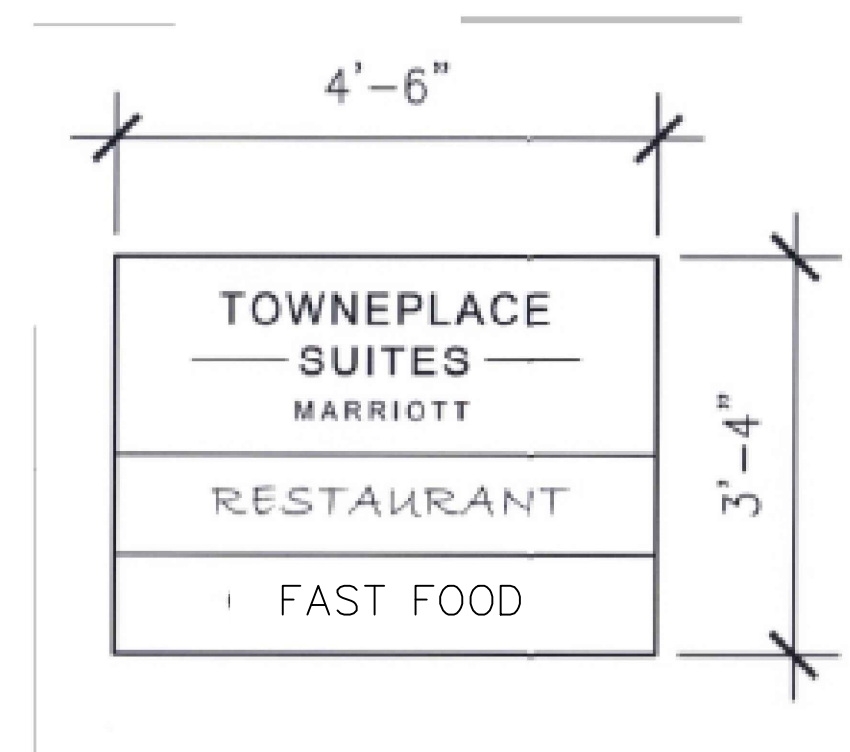 4'-6"
TOWNEPLACE
SUITES
MARRIOTT
3'-4"
RESTAURANT
FAST FOOD